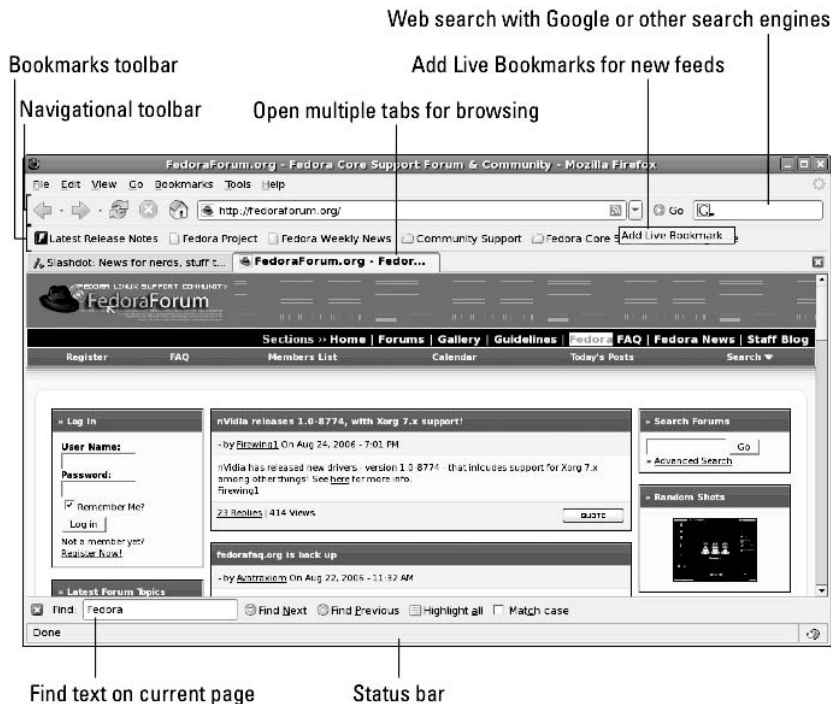 Web search with Google or other search engines
Bookmarks toolbar
Add Live Bookmarks for new feeds
Navigational toolbar
Open multiple tabs for browsing
FedoraForum.org - Fedora Core Support Forum & Community - Mozilla Firefox
File Edit View Go Bookmarks Tools Help
http://fedoraforum.org/ Go
Latest Release Notes Fedora Project Fedora Weekly News Community Support Fedora Core
Add Live Bookmark...
Slashdot: News for nerds, stuff t... FedoraForum.org - Fedor...
FEDORA LINUX SUPPORT COMMUNITY
FedoraForum
Sections » Home | Forums | Gallery | Guidelines | Fedora FAQ | Fedora News | Staff Blog
Register FAQ Members List Calendar Today's Posts Search
» Log in
User Name:
Password:
Remember Me?
Log in
Not a member yet?
Register Now!
» Latest Forum Topics
nVidia releases 1.0-8774, with Xorg 7.x support!
- by Firewing1 On Aug 24, 2006 - 7:01 PM
nVidia has released new drivers - version 1.0-8774 - that inlcudes support for Xorg 7.x
among other things! See here for more info.
Firewing1
23 Replies | 414 Views
QUOTE
fedorafaq.org is back up
- by Avatraxiom On Aug 22, 2006 - 11:32 AM
» Search Forums
Go
» Advanced Search
» Random Shots
Find: Fedora Find Next Find Previous Highlight all Match case
Done
Find text on current page
Status bar